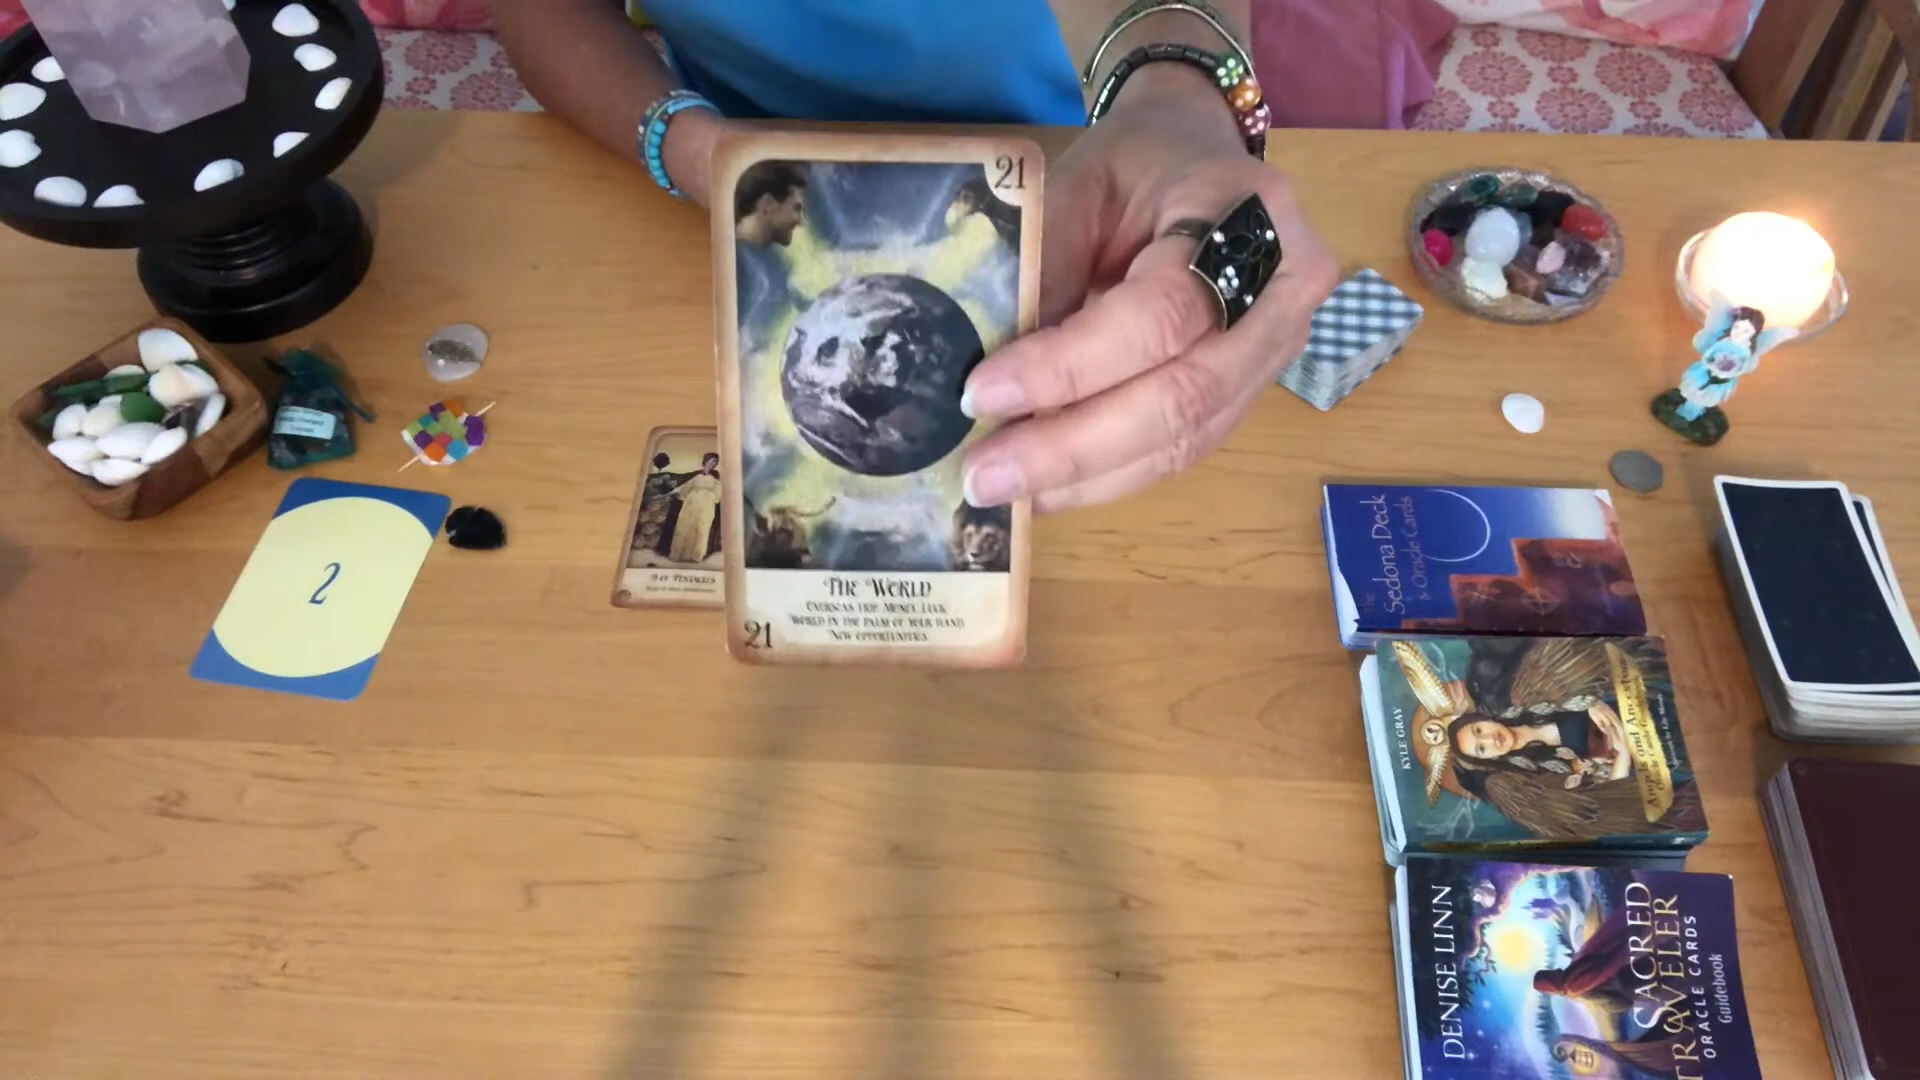 21
THE WORLD
OVERSEAS TRIP. MONEY. LUCK
WORLD IN THE PALM OF YOUR HAND
NEW OPPORTUNITIES
21
9 OF PENTACLES
2
The
Sedona Deck
& Oracle Cards
KYLE GRAY
Angels and Ancestors
Oracle Cards
DENISE LINN
SACRED
TRAVELER
ORACLE CARDS
Guidebook